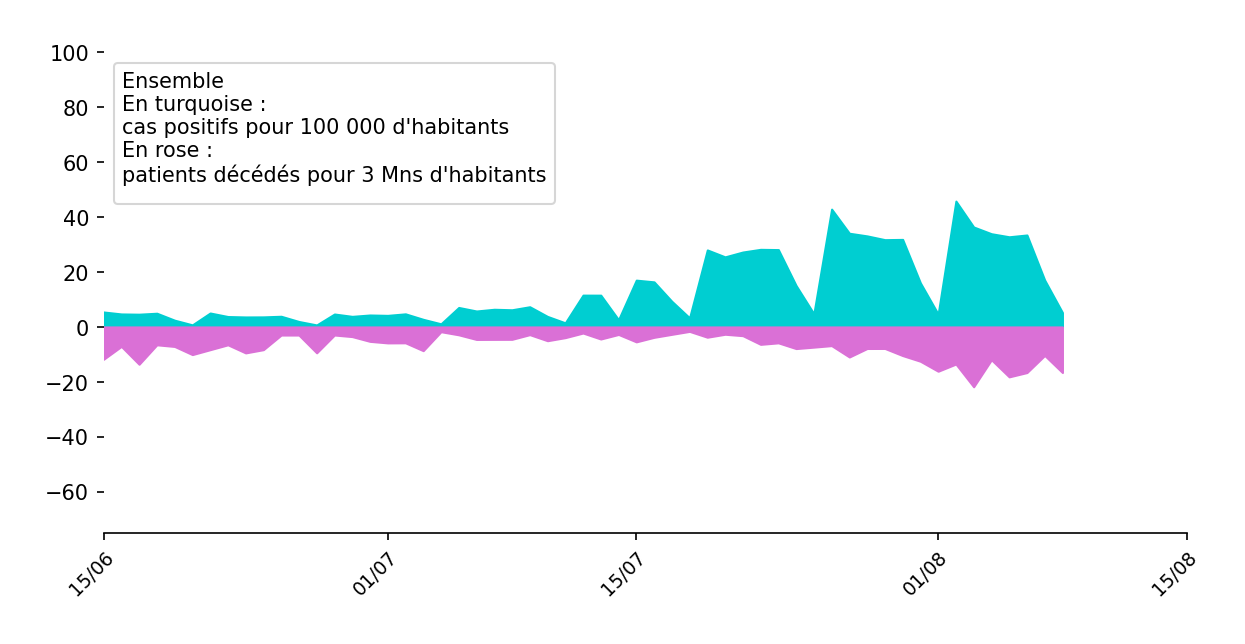 100
80
60
40
20
0
−20
−40
−60
Ensemble
En turquoise :
cas positifs pour 100 000 d'habitants
En rose :
patients décédés pour 3 Mns d'habitants
15/06
01/07
15/07
01/08
15/08